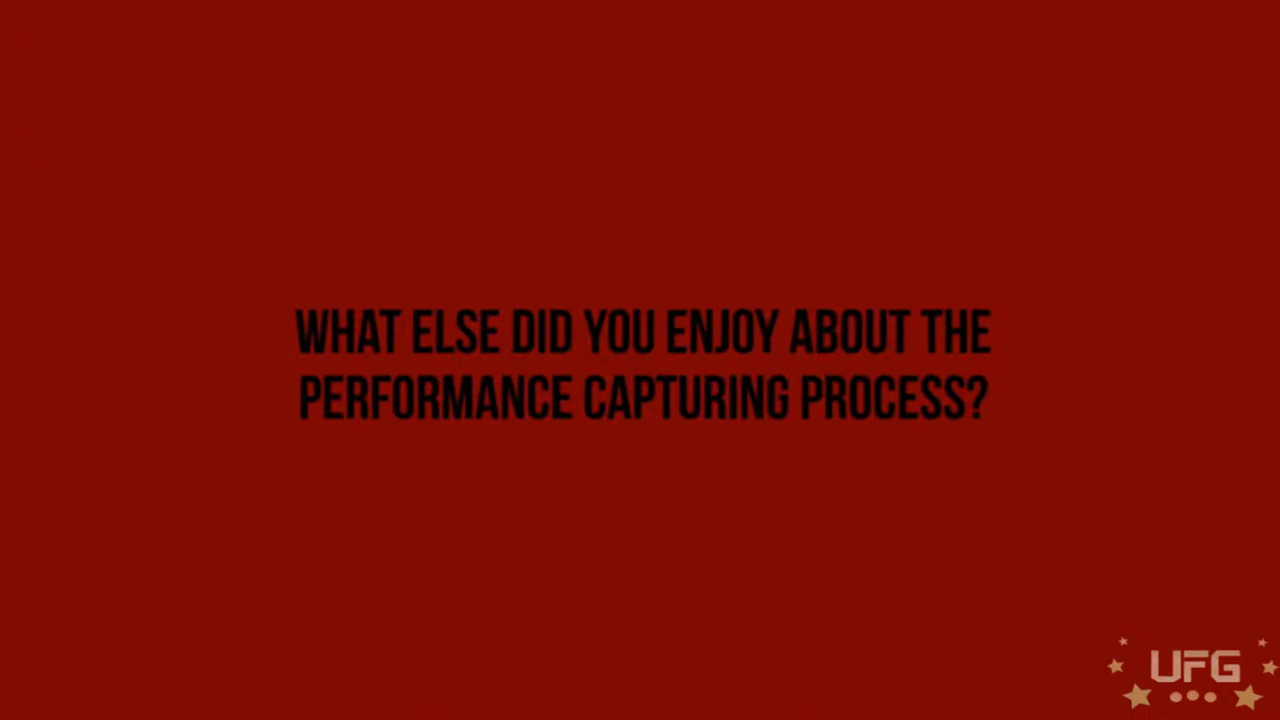 WHAT ELSE DID YOU ENJOY ABOUT THE
PERFORMANCE CAPTURING PROCESS?
UFG